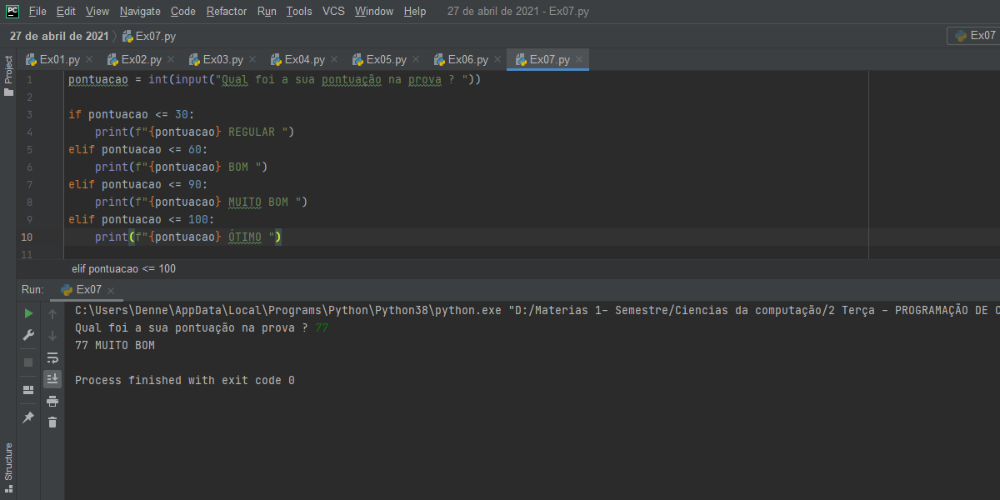 PC File Edit View Navigate Code Refactor Run Tools VCS Window Help 27 de abril de 2021 - Ex07.py
27 de abril de 2021 Ex07.py Ex07
Project
Ex01.py Ex02.py Ex03.py Ex04.py Ex05.py Ex06.py Ex07.py
1 pontuacao = int(input("Qual foi a sua pontuação na prova ? "))
2
3 if pontuacao <= 30:
4 print(f"{pontuacao} REGULAR ")
5 elif pontuacao <= 60:
6 print(f"{pontuacao} BOM ")
7 elif pontuacao <= 90:
8 print(f"{pontuacao} MUITO BOM ")
9 elif pontuacao <= 100:
10 print(f"{pontuacao} ÓTIMO ")
11
elif pontuacao <= 100
Run: Ex07
C:\Users\Denne\AppData\Local\Programs\Python\Python38\python.exe "D:/Materias 1- Semestre/Ciencias da computação/2 Terça - PROGRAMAÇÃO DE
Qual foi a sua pontuação na prova ? 77
77 MUITO BOM
Process finished with exit code 0
Structure